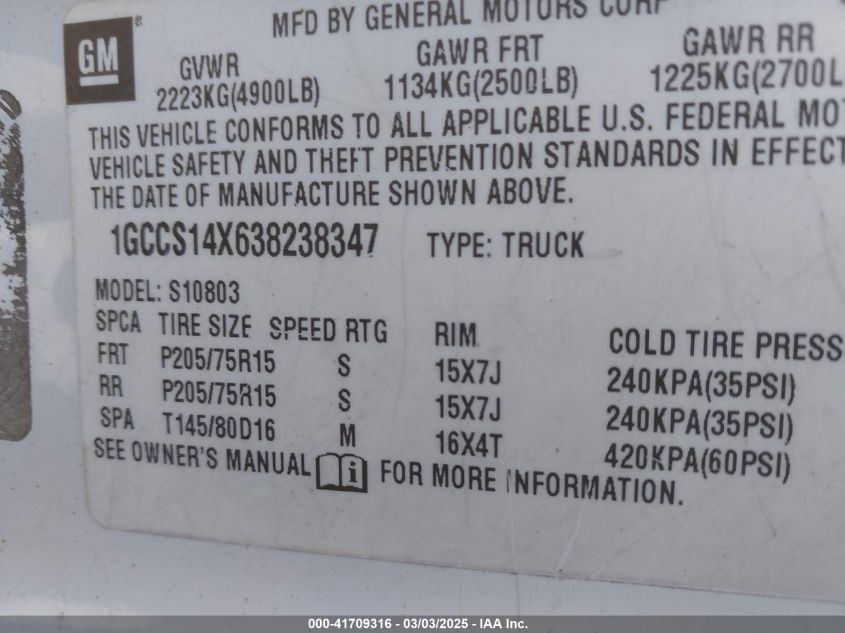 MFD BY GENERAL MOTORS CORP
GM
GVWR GAWR FRT GAWR RR
2223KG(4900LB) 1134KG(2500LB) 1225KG(2700L
THIS VEHICLE CONFORMS TO ALL APPLICABLE U.S. FEDERAL MO
VEHICLE SAFETY AND THEFT PREVENTION STANDARDS IN EFFECT
THE DATE OF MANUFACTURE SHOWN ABOVE.
1GCCS14X638238347 TYPE: TRUCK
MODEL: S10803
SPCA TIRE SIZE SPEED RTG RIM COLD TIRE PRESS
FRT P205/75R15 S 15X7J 240KPA(35PSI)
RR P205/75R15 S 15X7J 240KPA(35PSI)
SPA T145/80D16 M 16X4T 420KPA(60PSI)
SEE OWNER'S MANUAL i FOR MORE INFORMATION.
000-41709316 - 03/03/2025 - IAA Inc.